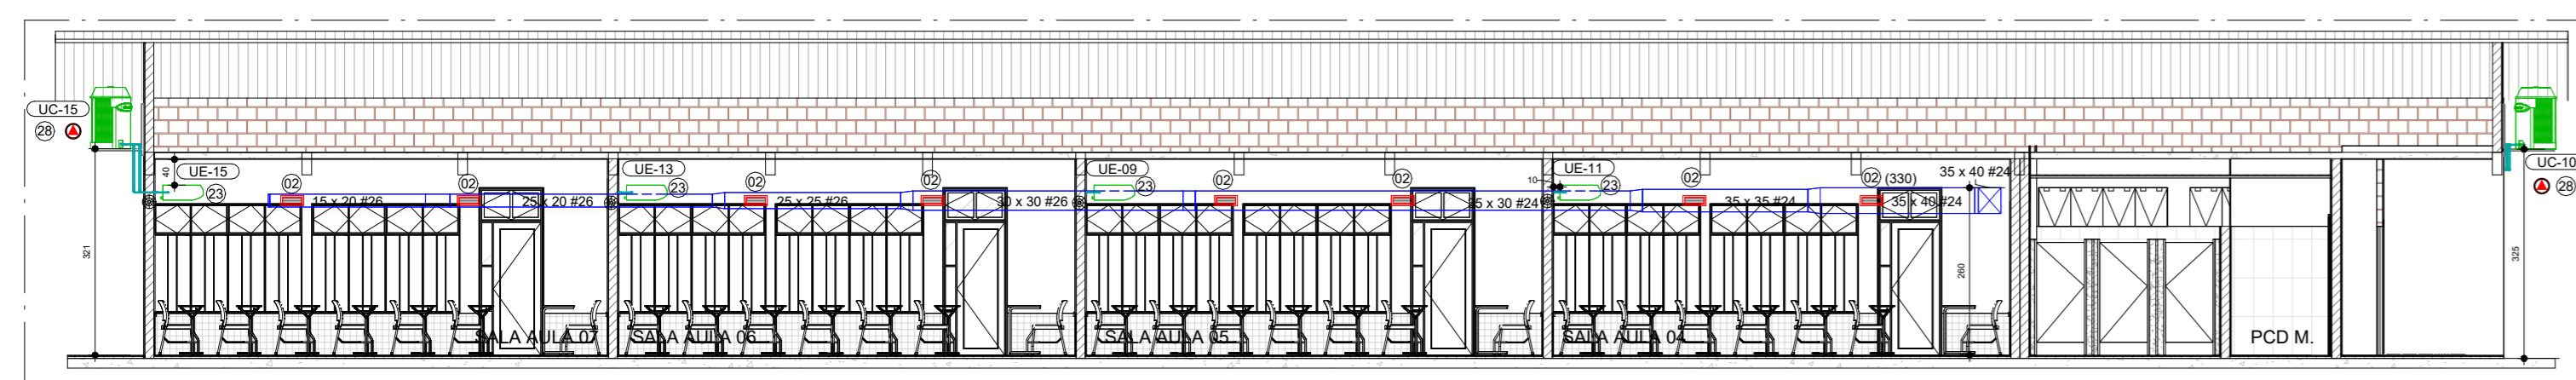 UC-15
28
321
40
UE-15
23
02
15 x 20 #26
02
25 x 20 #26
UE-13
23
02
25 x 25 #26
02
30 x 30 #26
UE-09
23
02
02
35 x 30 #24
10
UE-11
23
02
35 x 35 #24
02
(330)
35 x 40 #24
35 x 40 #24
260
UC-10
28
325
SALA AULA 07
SALA AULA 06
SALA AULA 05
SALA AULA 04
PCD M.